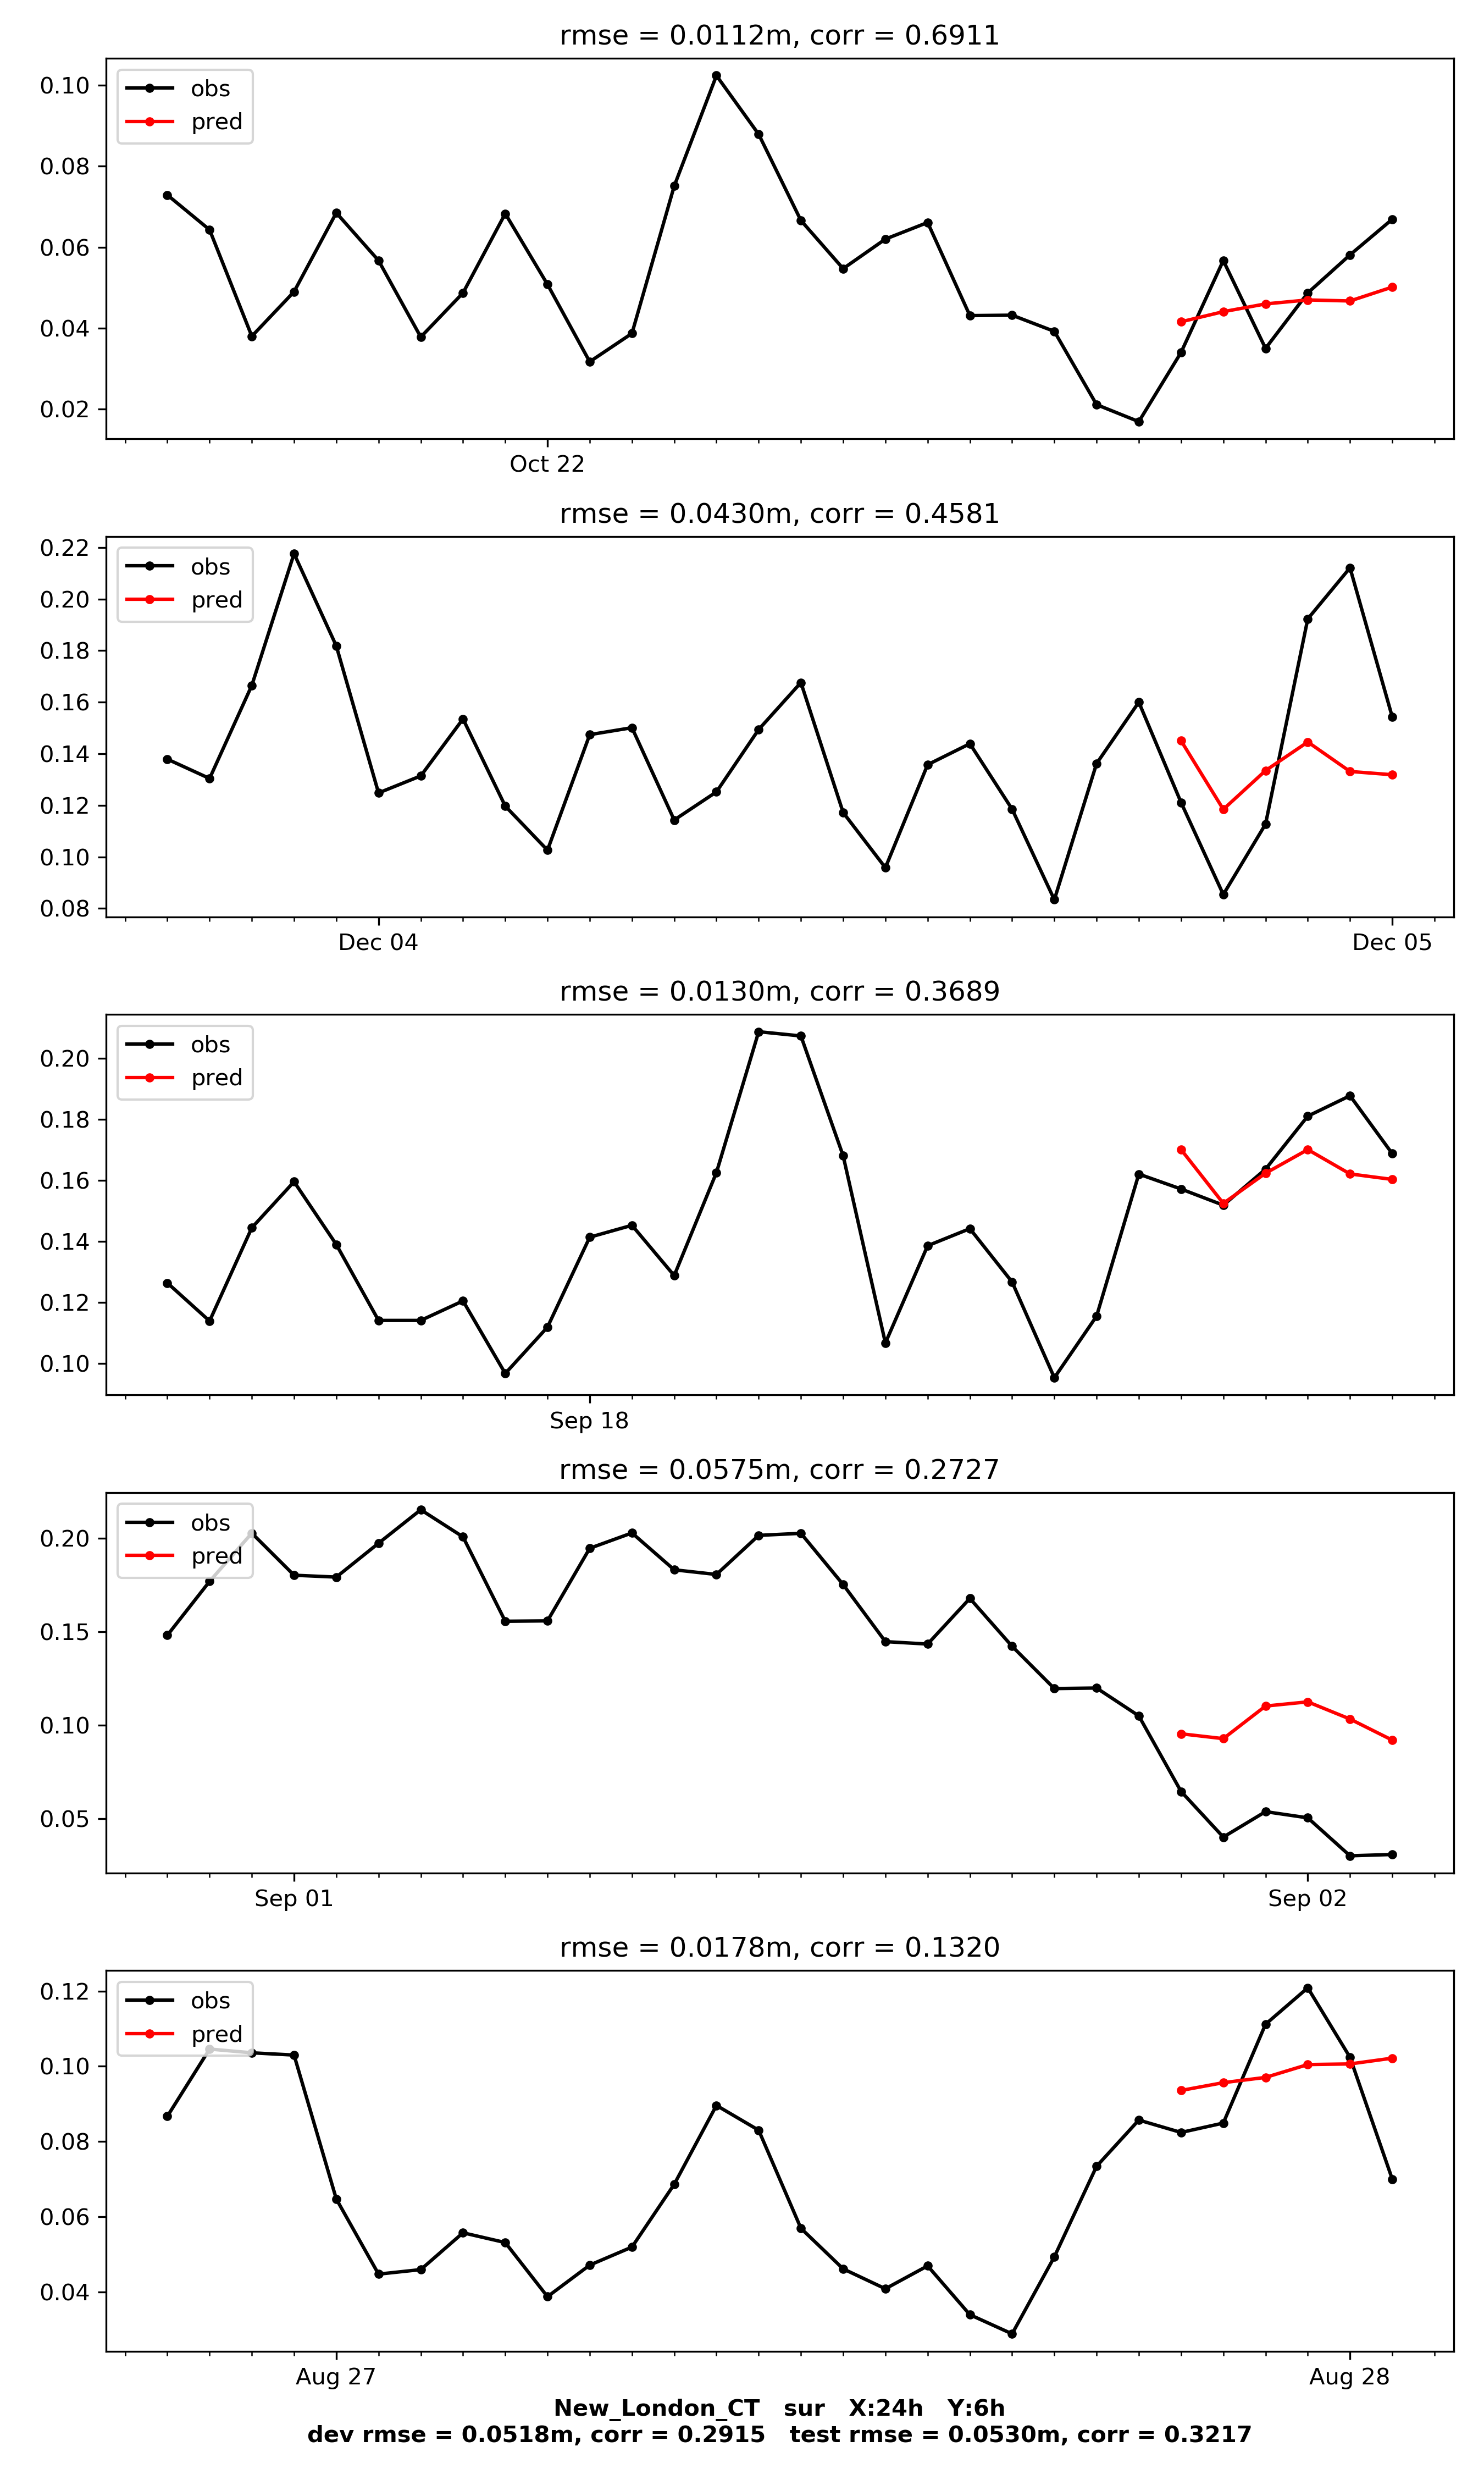 rmse = 0.0112m, corr = 0.6911
obs
pred
0.10
0.08
0.06
0.04
0.02
Oct 22
rmse = 0.0430m, corr = 0.4581
obs
pred
0.22
0.20
0.18
0.16
0.14
0.12
0.10
0.08
Dec 04 Dec 05
rmse = 0.0130m, corr = 0.3689
obs
pred
0.20
0.18
0.16
0.14
0.12
0.10
Sep 18
rmse = 0.0575m, corr = 0.2727
obs
pred
0.20
0.15
0.10
0.05
Sep 01 Sep 02
rmse = 0.0178m, corr = 0.1320
obs
pred
0.12
0.10
0.08
0.06
0.04
Aug 27 Aug 28
New_London_CT sur X:24h Y:6h
dev rmse = 0.0518m, corr = 0.2915 test rmse = 0.0530m, corr = 0.3217